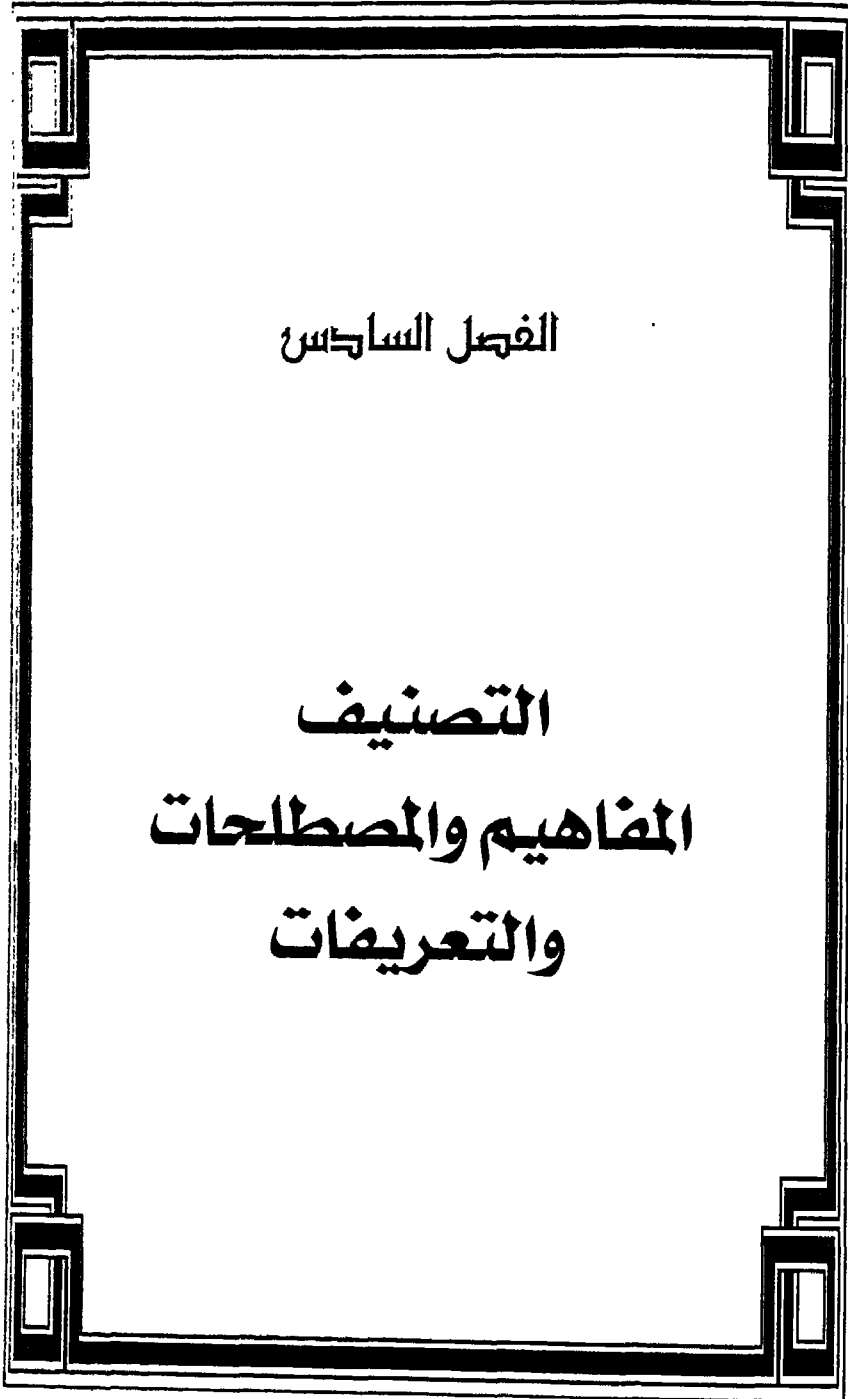 الفصل السادس
التصنيف
المفاهيم والمصطلحات
والتعريفات